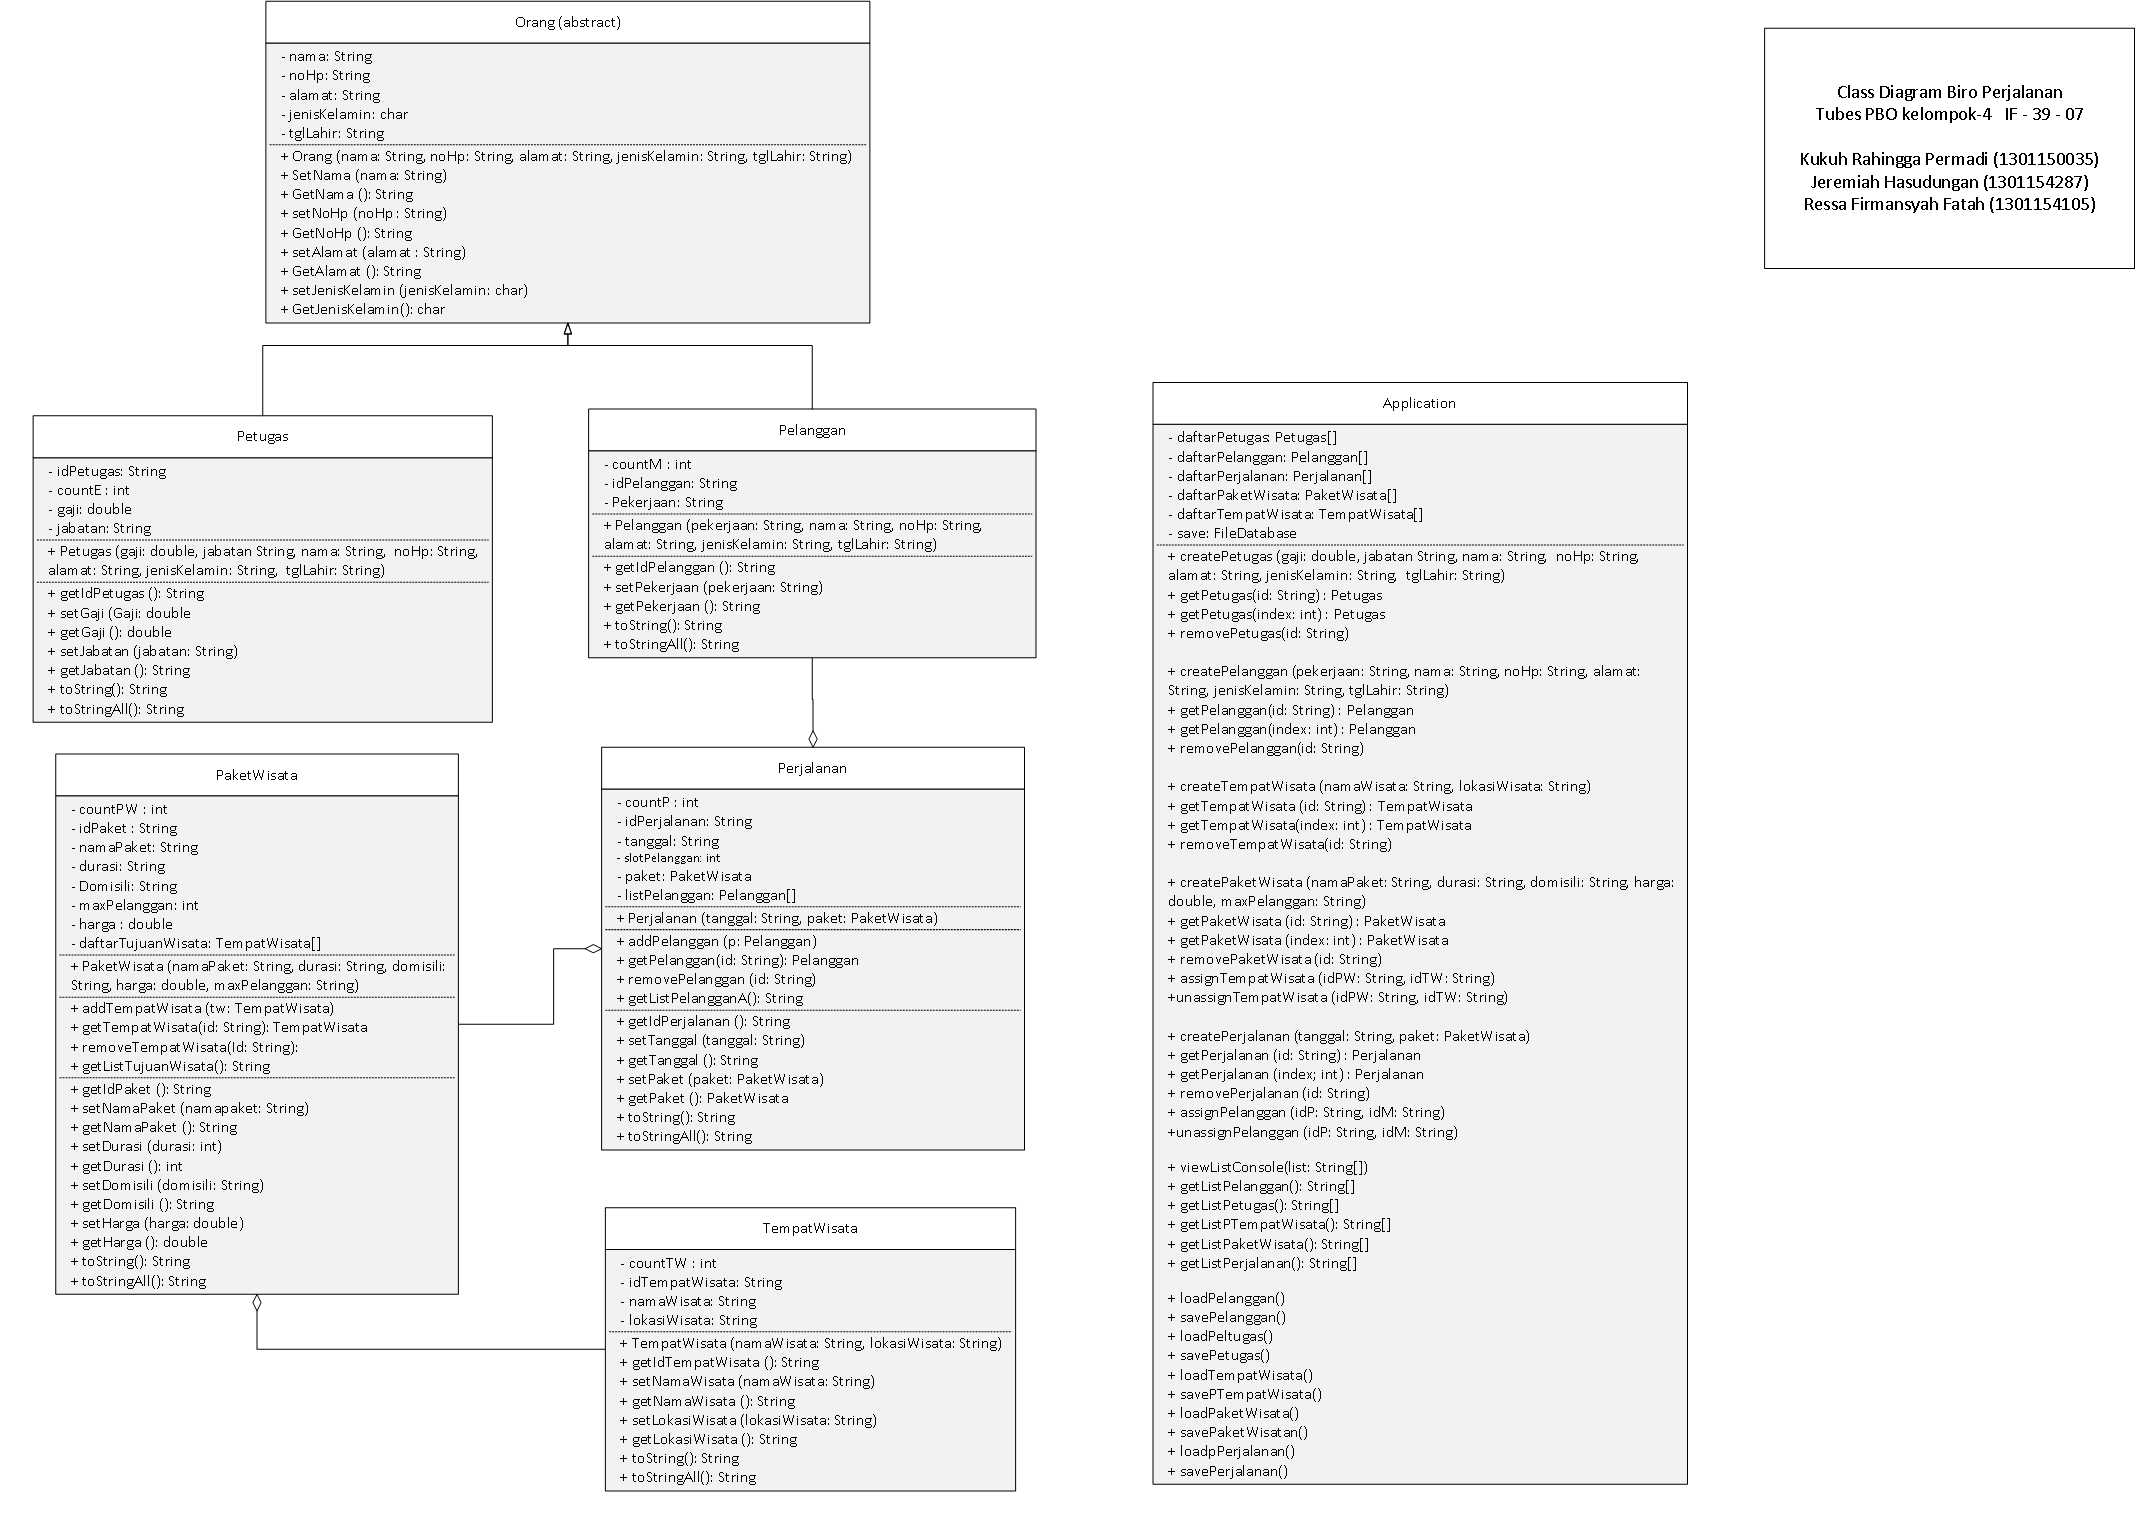 Orang (abstract)
- nama: String
- noHp: String
- alamat: String
- jenisKelamin: char
- tglLahir: String
+ Orang (nama: String, noHp: String, alamat: String, jenisKelamin: String, tglLahir: String)
+ SetNama (nama: String)
+ GetNama (): String
+ setNoHp (noHp : String)
+ GetNoHp (): String
+ setAlamat (alamat : String)
+ GetAlamat (): String
+ setJenisKelamin (jenisKelamin: char)
+ GetJenisKelamin(): char
Class Diagram Biro Perjalanan
Tubes PBO kelompok-4 IF - 39 - 07
Kukuh Rahingga Permadi (1301150035)
Jeremiah Hasudungan (1301154287)
Ressa Firmansyah Fatah (1301154105)
Petugas
- idPetugas: String
- countE : int
- gaji: double
- jabatan: String
+ Petugas (gaji: double, jabatan String, nama: String, noHp: String,
alamat: String, jenisKelamin: String, tglLahir: String)
+ getIdPetugas (): String
+ setGaji (Gaji: double
+ getGaji (): double
+ setJabatan (jabatan: String)
+ getJabatan (): String
+ toString(): String
+ toStringAll(): String
Pelanggan
- countM : int
- idPelanggan: String
- Pekerjaan: String
+ Pelanggan (pekerjaan: String, nama: String, noHp: String,
alamat: String, jenisKelamin: String, tglLahir: String)
+ getIdPelanggan (): String
+ setPekerjaan (pekerjaan: String)
+ getPekerjaan (): String
+ toString(): String
+ toStringAll(): String
PaketWisata
- countPW : int
- idPaket : String
- namaPaket: String
- durasi: String
- Domisili: String
- maxPelanggan: int
- harga : double
- daftarTujuanWisata: TempatWisata[]
+ PaketWisata (namaPaket: String, durasi: String, domisili:
String, harga: double, maxPelanggan: String)
+ addTempatWisata (tw: TempatWisata)
+ getTempatWisata(id: String): TempatWisata
+ removeTempatWisata(Id: String):
+ getListTujuanWisata(): String
+ getIdPaket (): String
+ setNamaPaket (namapaket: String)
+ getNamaPaket (): String
+ setDurasi (durasi: int)
+ getDurasi (): int
+ setDomisili (domisili: String)
+ getDomisili (): String
+ setHarga (harga: double)
+ getHarga (): double
+ toString(): String
+ toStringAll(): String
Perjalanan
- countP : int
- idPerjalanan: String
- tanggal: String
- slotPelanggan: int
- paket: PaketWisata
- listPelanggan: Pelanggan[]
+ Perjalanan (tanggal: String, paket: PaketWisata)
+ addPelanggan (p: Pelanggan)
+ getPelanggan(id: String): Pelanggan
+ removePelanggan (id: String)
+ getListPelangganA(): String
+ getIdPerjalanan (): String
+ setTanggal (tanggal: String)
+ getTanggal (): String
+ setPaket (paket: PaketWisata)
+ getPaket (): PaketWisata
+ toString(): String
+ toStringAll(): String
TempatWisata
- countTW : int
- idTempatWisata: String
- namaWisata: String
- lokasiWisata: String
+ TempatWisata (namaWisata: String, lokasiWisata: String)
+ getIdTempatWisata (): String
+ setNamaWisata (namaWisata: String)
+ getNamaWisata (): String
+ setLokasiWisata (lokasiWisata: String)
+ getLokasiWisata (): String
+ toString(): String
+ toStringAll(): String
Application
- daftarPetugas: Petugas[]
- daftarPelanggan: Pelanggan[]
- daftarPerjalanan: Perjalanan[]
- daftarPaketWisata: PaketWisata[]
- daftarTempatWisata: TempatWisata[]
- save: FileDatabase
+ createPetugas (gaji: double, jabatan String, nama: String, noHp: String,
alamat: String, jenisKelamin: String, tglLahir: String)
+ getPetugas(id: String) : Petugas
+ getPetugas(index: int) : Petugas
+ removePetugas(id: String)
+ createPelanggan (pekerjaan: String, nama: String, noHp: String, alamat:
String, jenisKelamin: String, tglLahir: String)
+ getPelanggan(id: String) : Pelanggan
+ getPelanggan(index: int) : Pelanggan
+ removePelanggan(id: String)
+ createTempatWisata (namaWisata: String, lokasiWisata: String)
+ getTempatWisata (id: String) : TempatWisata
+ getTempatWisata(index: int) : TempatWisata
+ removeTempatWisata(id: String)
+ createPaketWisata (namaPaket: String, durasi: String, domisili: String, harga:
double, maxPelanggan: String)
+ getPaketWisata (id: String) : PaketWisata
+ getPaketWisata (index: int) : PaketWisata
+ removePaketWisata (id: String)
+ assignTempatWisata (idPW: String, idTW: String)
+unassignTempatWisata (idPW: String, idTW: String)
+ createPerjalanan (tanggal: String, paket: PaketWisata)
+ getPerjalanan (id: String) : Perjalanan
+ getPerjalanan (index; int) : Perjalanan
+ removePerjalanan (id: String)
+ assignPelanggan (idP: String, idM: String)
+unassignPelanggan (idP: String, idM: String)
+ viewListConsole(list: String[])
+ getListPelanggan(): String[]
+ getListPetugas(): String[]
+ getListPTempatWisata(): String[]
+ getListPaketWisata(): String[]
+ getListPerjalanan(): String[]
+ loadPelanggan()
+ savePelanggan()
+ loadPeltugas()
+ savePetugas()
+ loadTempatWisata()
+ savePTempatWisata()
+ loadPaketWisata()
+ savePaketWisatan()
+ loadpPerjalanan()
+ savePerjalanan()